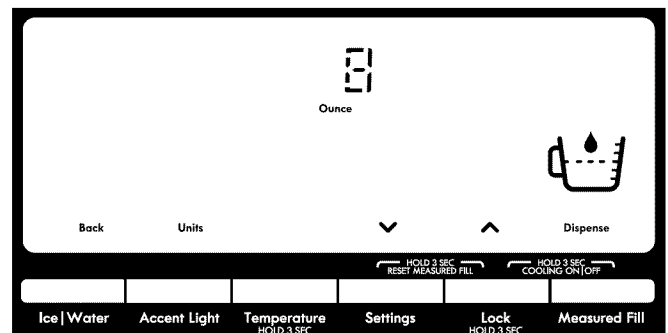 8
Ounce
Back Units Dispense
HOLD 3 SEC HOLD 3 SEC
RESET MEASURED FILL COOLING ON|OFF
Ice|Water Accent Light Temperature Settings Lock Measured Fill
HOLD 3 SEC HOLD 3 SEC